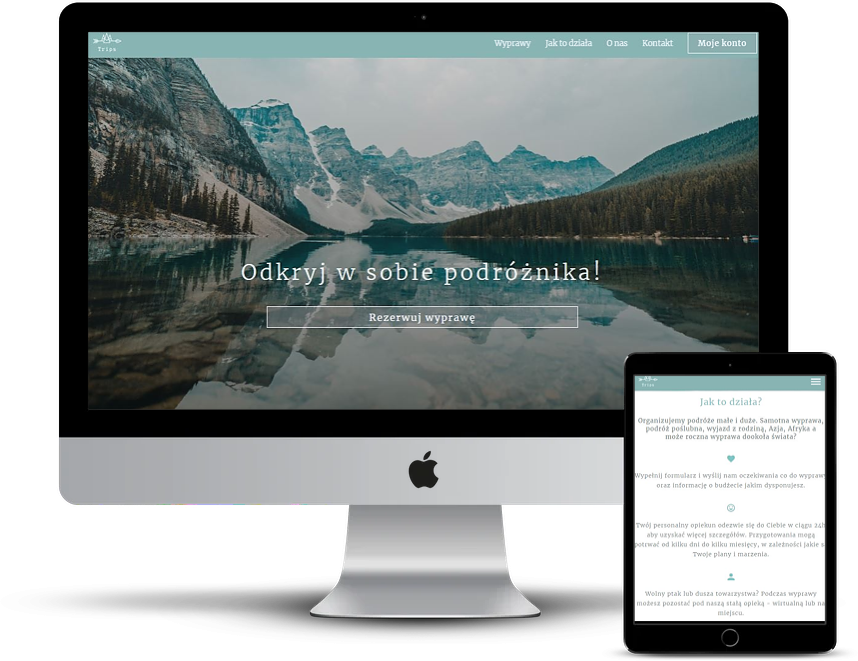 Trips
Wyprawy Jak to działa O nas Kontakt Moje konto
Odkryj w sobie podróżnika!
Rezerwuj wyprawę
Trips
Jak to działa?
Organizujemy podróże małe i duże. Samotna wyprawa,
podróż poślubna, wyjazd z rodziną, Azja, Afryka a
może roczna wyprawa dookoła świata?
Wypełnij formularz i wyślij nam oczekiwania co do wyprawy
oraz informację o budżecie jakim dysponujesz.
Twój personalny opiekun odezwie się do Ciebie w ciągu 24h
aby uzyskać więcej szczegółów. Przygotowania mogą
potrwać od kilku dni do kilku miesięcy, w zależności jakie s
Twoje plany i marzenia.
Wolny ptak lub dusza towarzystwa? Podczas wyprawy
możesz pozostać pod naszą stałą opieką - wirtualną lub na
miejscu.